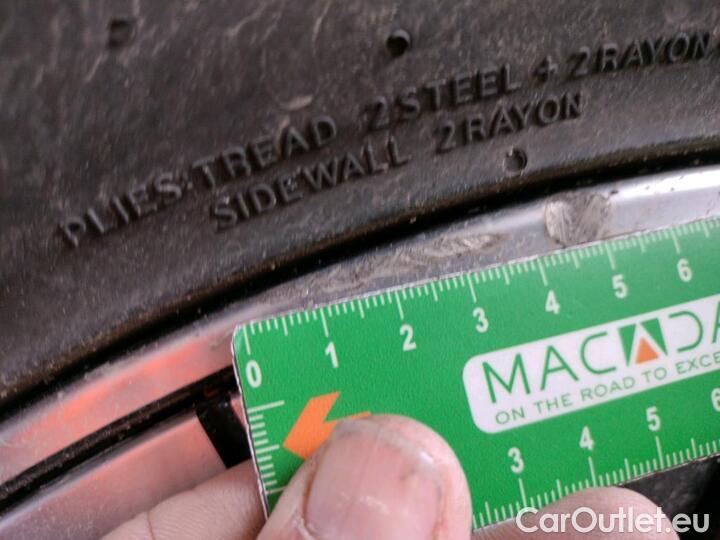 PLIES: TREAD 2STEEL + 2RAYON
SIDEWALL 2RAYON
0 1 2 3 4 5 6
MACADA
ON THE ROAD TO EXCE
3 4 5 6
CarOutlet.eu